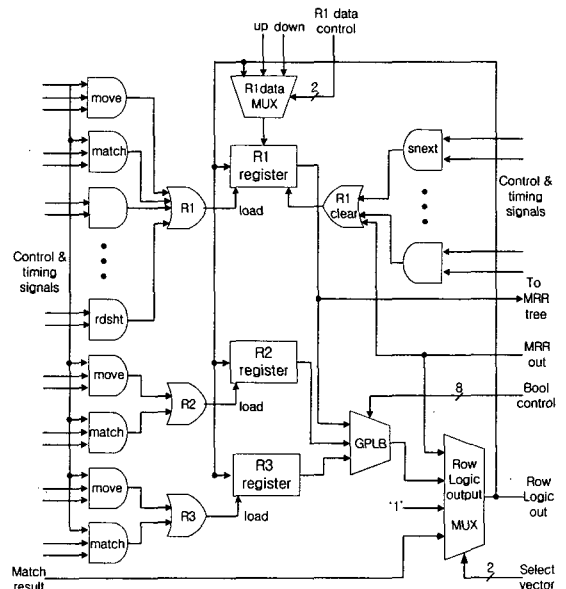 R1 data
control
up down
R1 data
MUX
2
move
match
R1
register
snext
R1
load
R1
clear
Control &
timing
signals
Control &
timing
signals
rdsht
To
MRR
tree
move
R2
register
MRR
out
R2
load
8
Bool
control
match
GPLB
move
R3
register
Row
Logic
output
MUX
Row
Logic
out
R3
load
'1'
match
Match
result
2
Select
vector